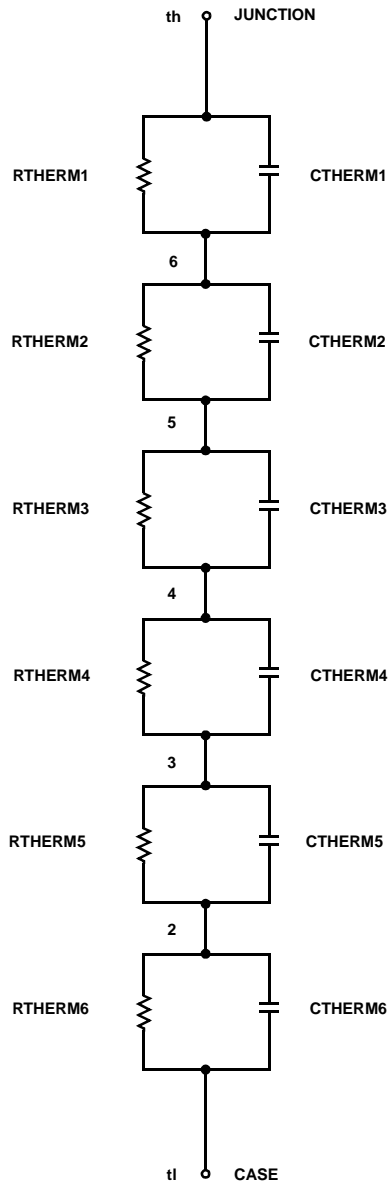 th JUNCTION
RTHERM1 CTHERM1
6
RTHERM2 CTHERM2
5
RTHERM3 CTHERM3
4
RTHERM4 CTHERM4
3
RTHERM5 CTHERM5
2
RTHERM6 CTHERM6
tl CASE